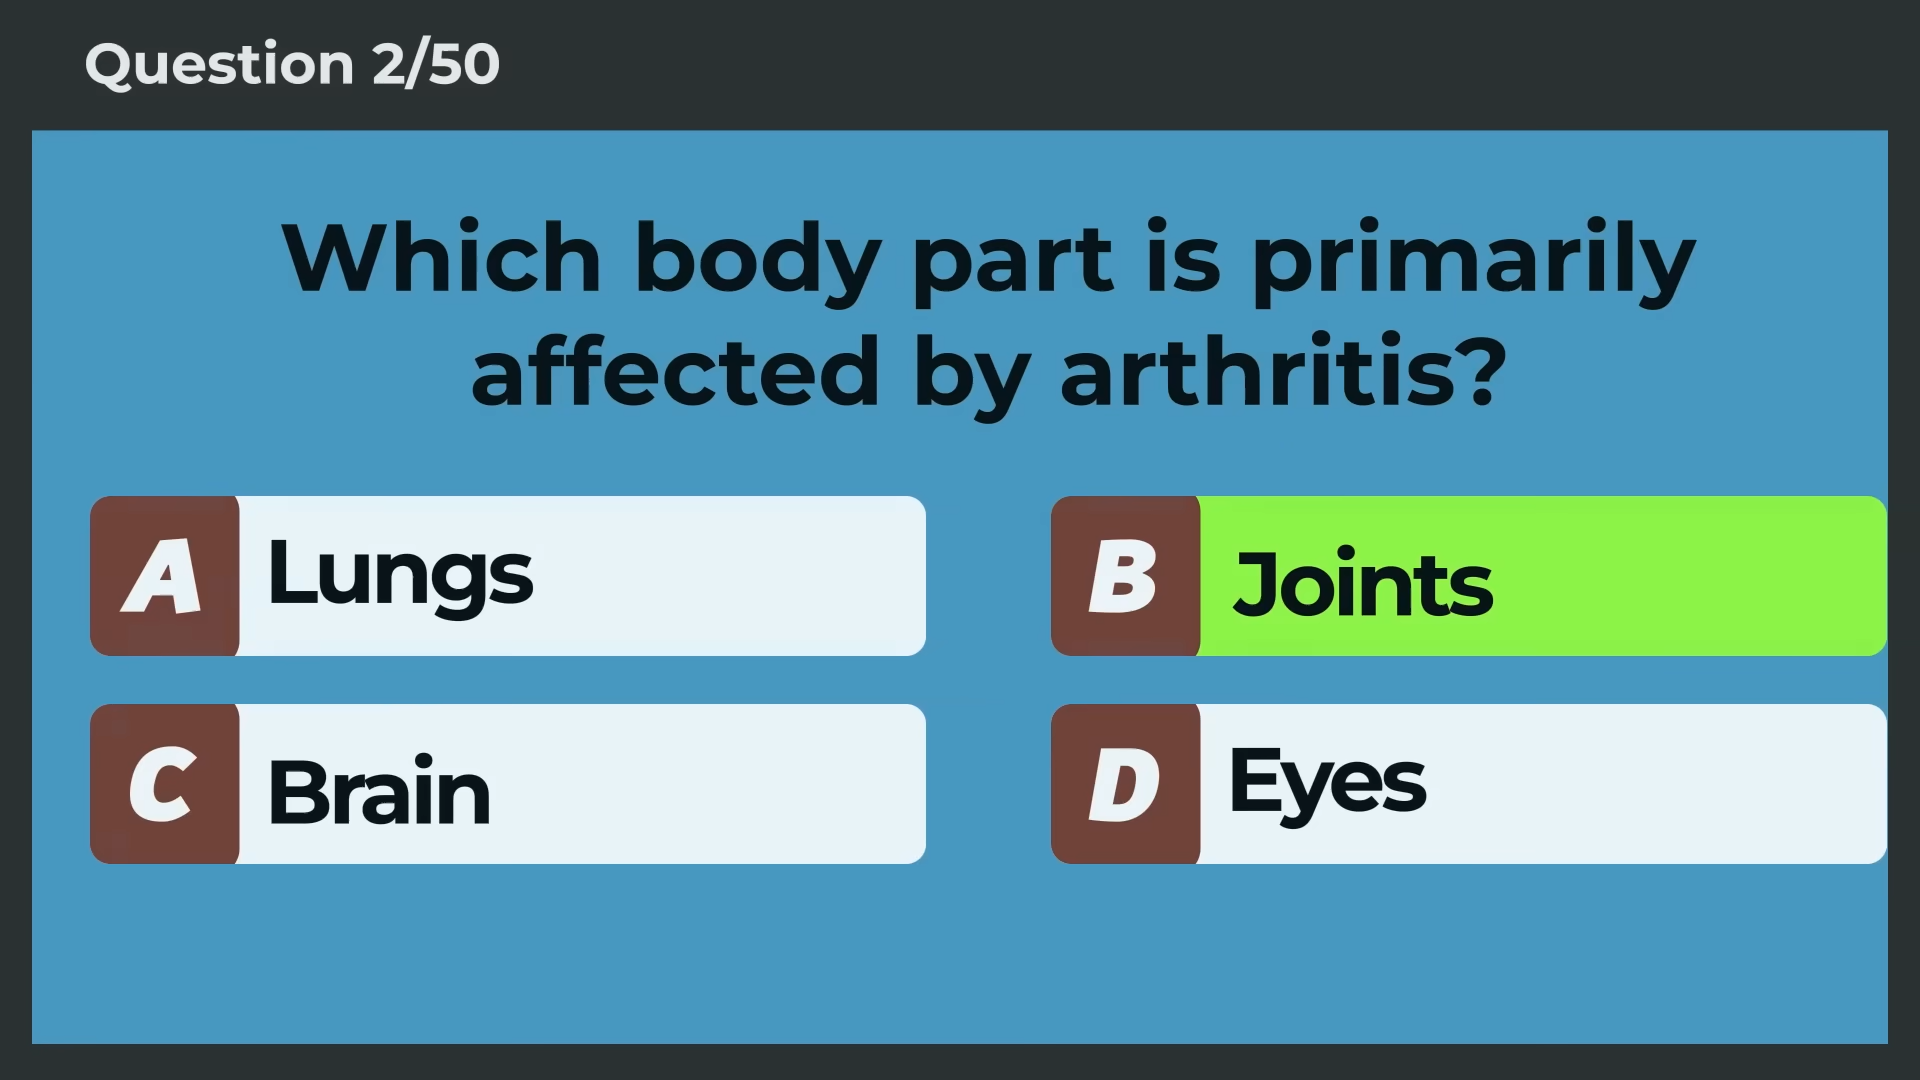 Question 2/50
Which body part is primarily
affected by arthritis?
A Lungs
B Joints
C Brain
D Eyes